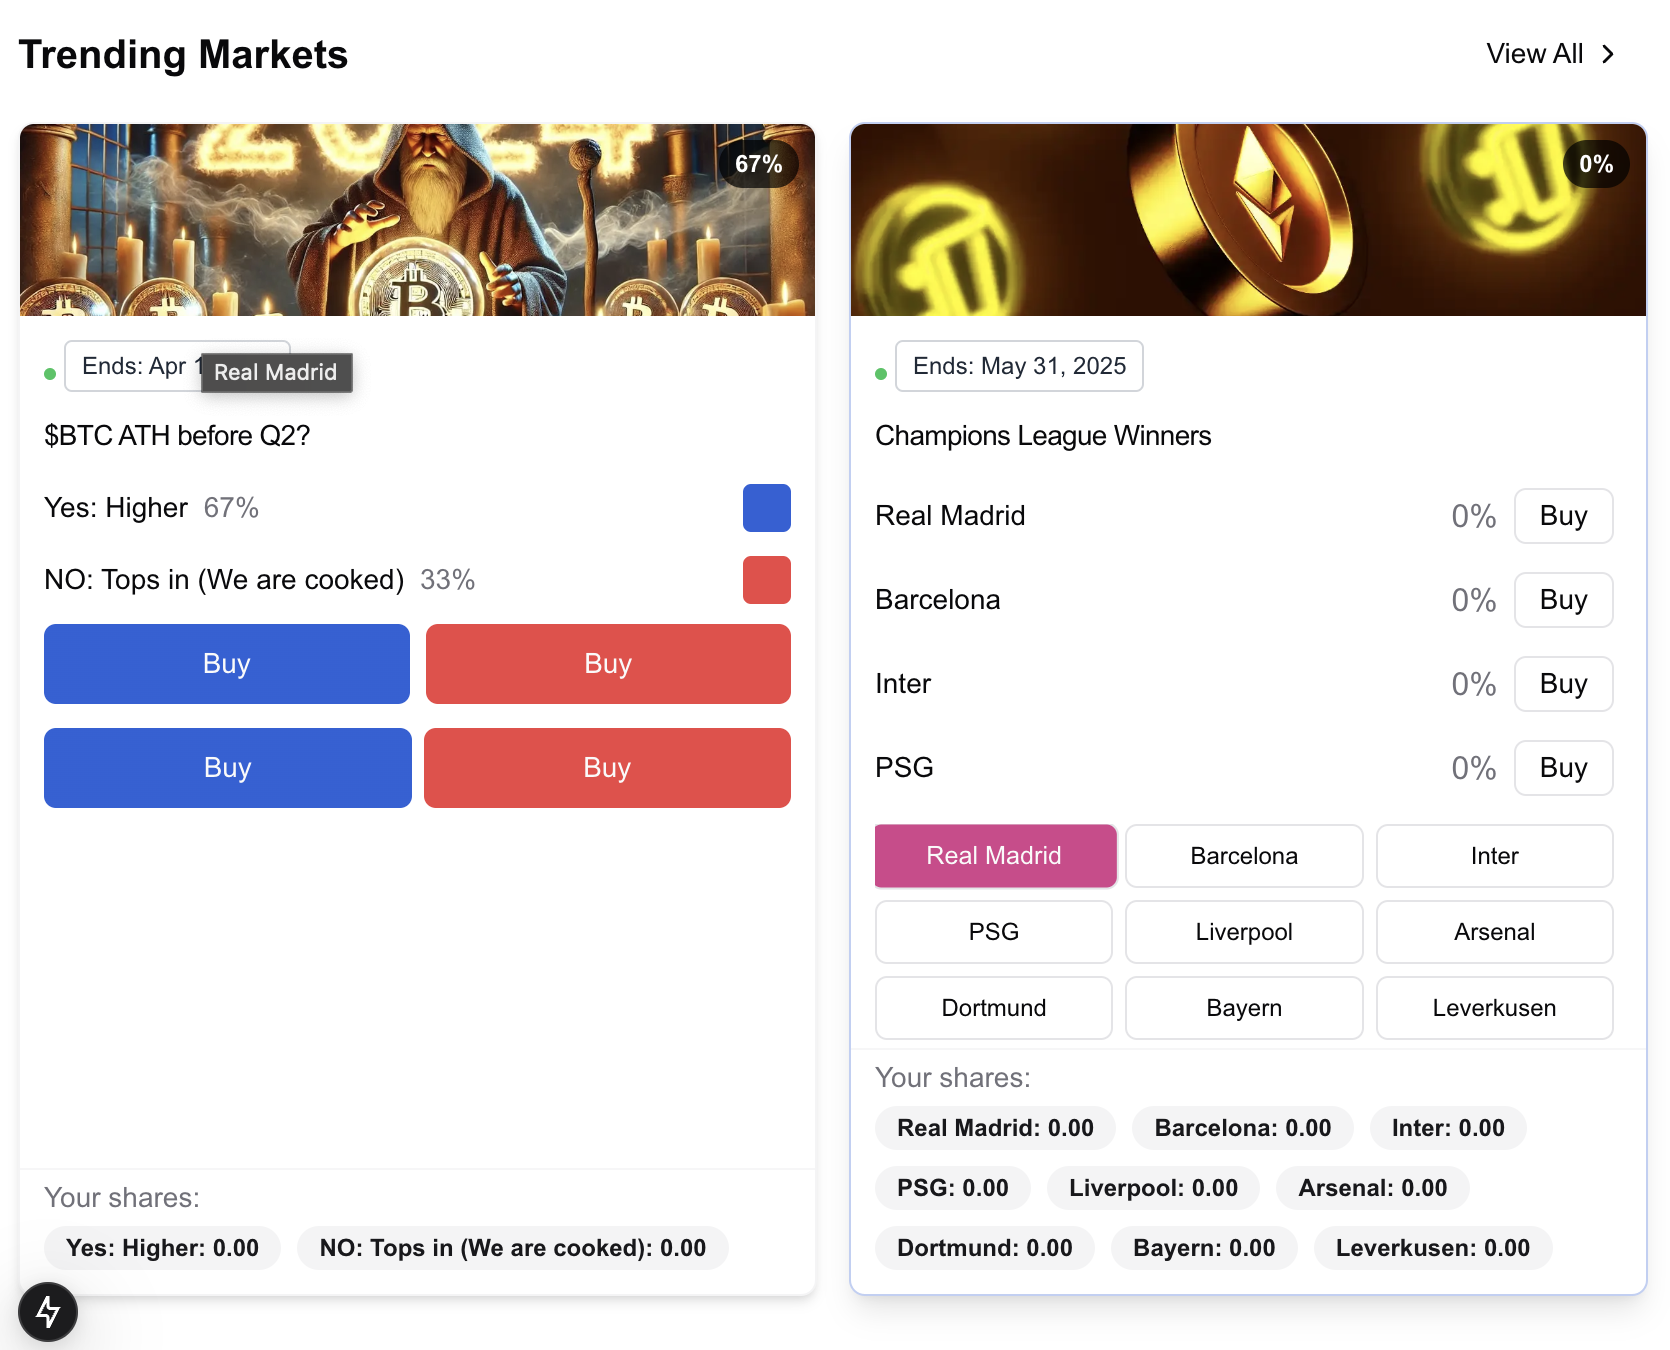 Trending Markets
View All
2024
67%
Ends: Apr 1
Real Madrid
$BTC ATH before Q2?
Yes: Higher 67%
NO: Tops in (We are cooked) 33%
Buy Buy
Buy Buy
Your shares:
Yes: Higher: 0.00 NO: Tops in (We are cooked): 0.00
0%
Ends: May 31, 2025
Champions League Winners
Real Madrid 0% Buy
Barcelona 0% Buy
Inter 0% Buy
PSG 0% Buy
Real Madrid Barcelona Inter
PSG Liverpool Arsenal
Dortmund Bayern Leverkusen
Your shares:
Real Madrid: 0.00 Barcelona: 0.00 Inter: 0.00
PSG: 0.00 Liverpool: 0.00 Arsenal: 0.00
Dortmund: 0.00 Bayern: 0.00 Leverkusen: 0.00